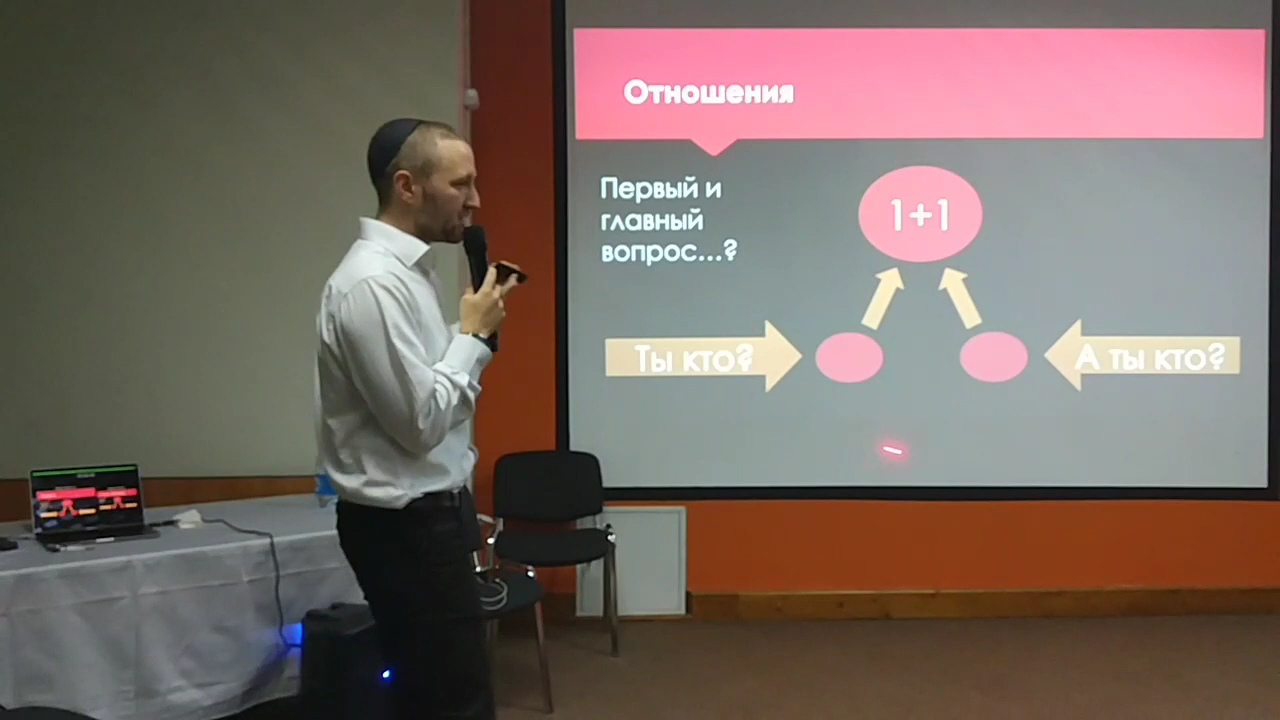 Отношения
Первый и
главный
вопрос...?
1+1
Ты кто?
А ты кто?